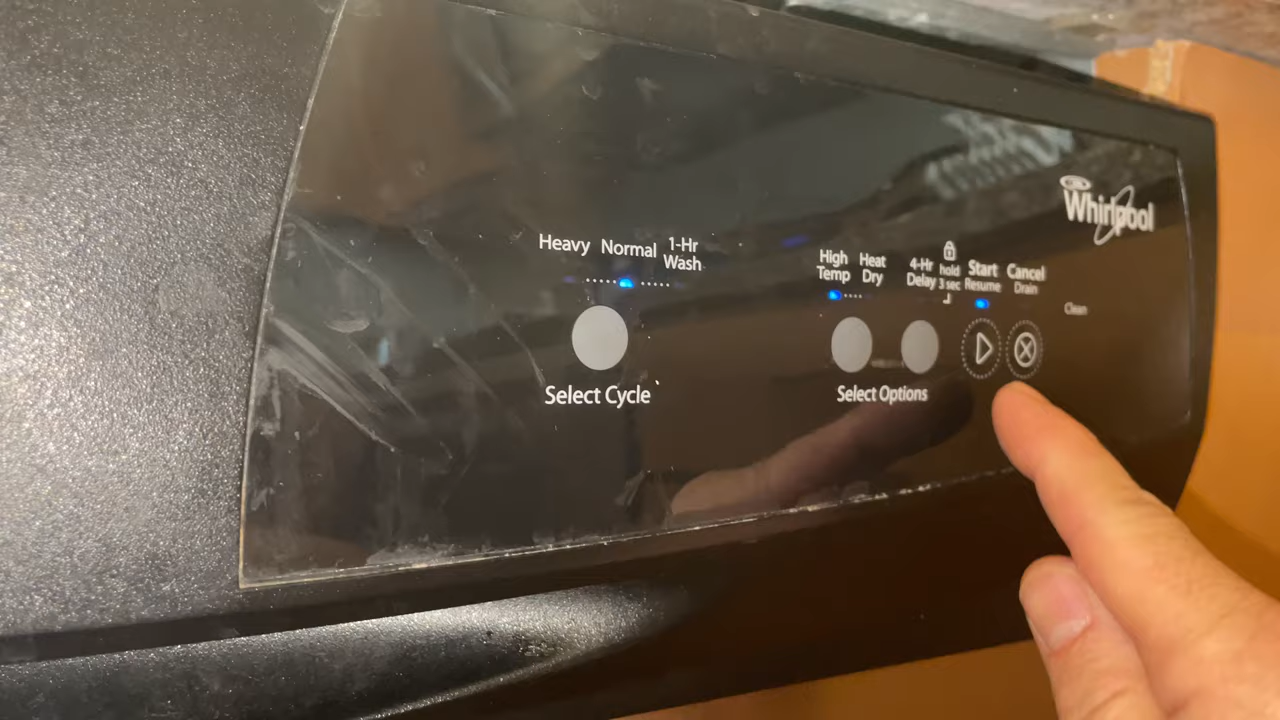 Whirlpool
Heavy Normal 1-Hr
Wash
Select Cycle
High
Temp
Heat
Dry
4-Hr
Delay
hold
3 sec
Start
Resume
Cancel
Drain
Clean
Select Options